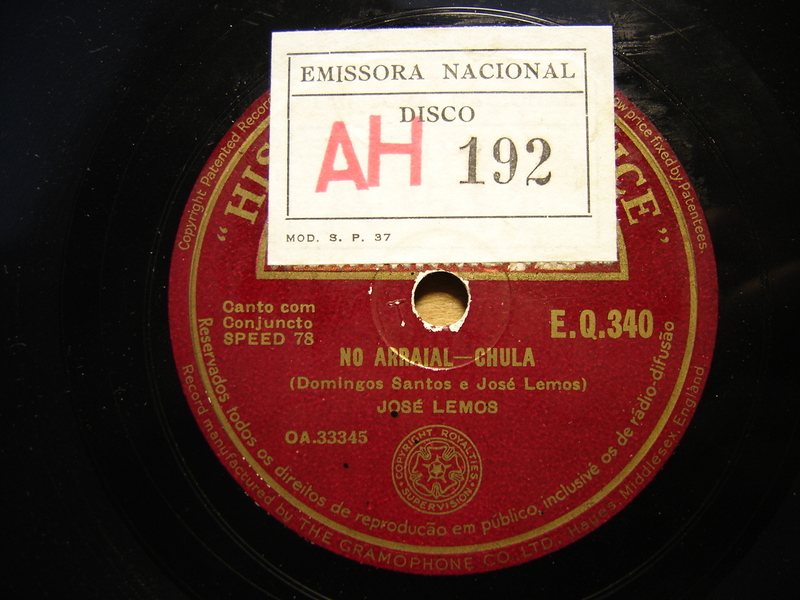 EMISSORA NACIONAL
DISCO
AH 192
MOD. S. P. 37
"HIS ICE"
Copyright Patented Reco
ow price fixed by Patentees.
Canto com
Conjuncto
SPEED 78
E.Q.340
NO ARRAIAL—CHULA
(Domingos Santos e José Lemos)
JOSÉ LEMOS
OA.33345
COPYRIGHT ROYALTIES
SUPERVISION
Reservados todos os direitos de reprodução em público, inclusivé os de rádio-difusão
Record manufactured by THE GRAMOPHONE CO. LTD., Hayes, Middlesex, England